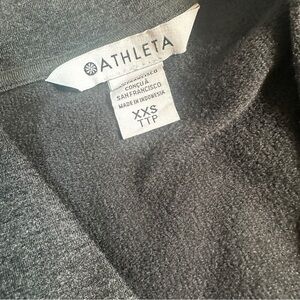 ATHLETA
CONÇU À
SAN FRANCISCO
MADE IN INDONESIA
XXS
TTP